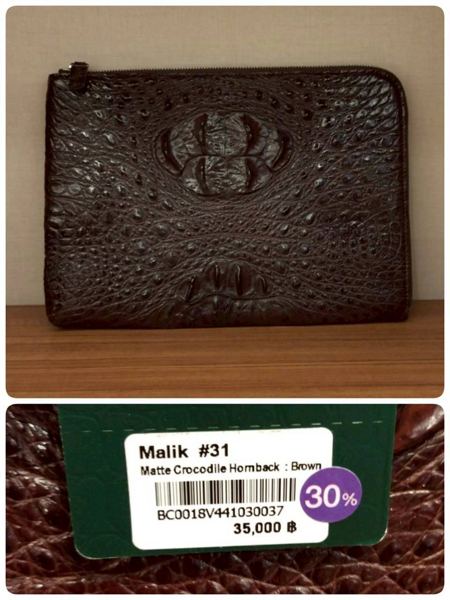 Malik #31
Matte Crocodile Hornback : Brown
30%
BC0018V441030037
35,000 ฿